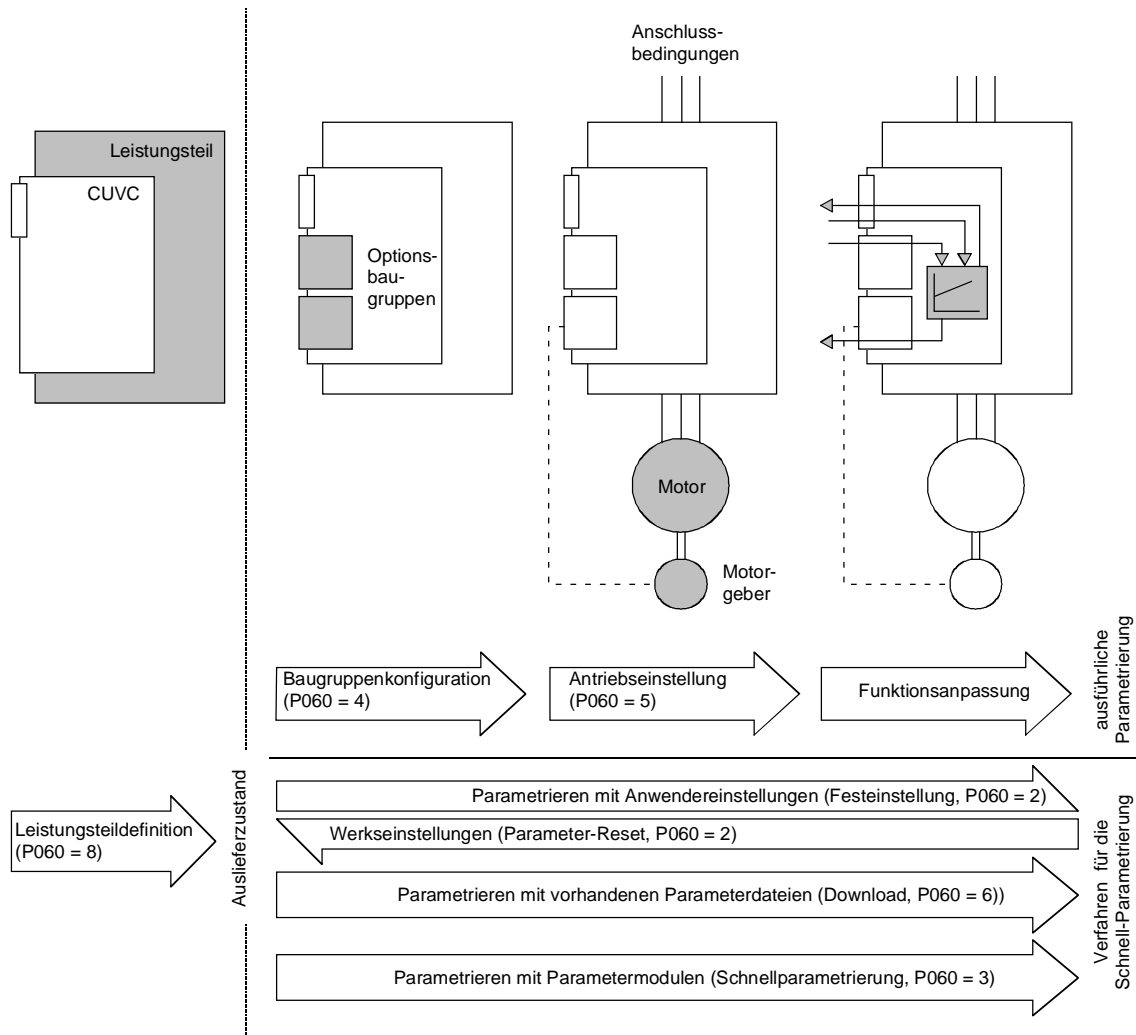 Anschluss-
bedingungen
Leistungsteil
CUVC
Options-
bau-
gruppen
Motor
Motor-
geber
Baugruppenkonfiguration
(P060 = 4)
Antriebseinstellung
(P060 = 5)
Funktionsanpassung
ausführliche
Parametrierung
Leistungsteildefinition
(P060 = 8)
Auslieferzustand
Parametrieren mit Anwendereinstellungen (Festeinstellung, P060 = 2)
Werkseinstellungen (Parameter-Reset, P060 = 2)
Parametrieren mit vorhandenen Parameterdateien (Download, P060 = 6))
Parametrieren mit Parametermodulen (Schnellparametrierung, P060 = 3)
Verfahren für die
Schnell-Parametrierung